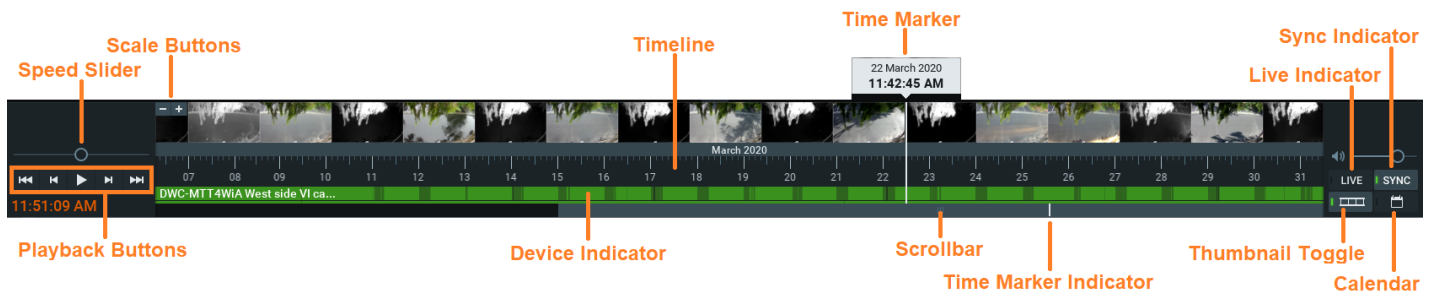 Time Marker
Scale Buttons
Timeline
Sync Indicator
Speed Slider
Live Indicator
22 March 2020
11:42:45 AM
− +
March 2020
07 08 09 10 11 12 13 14 15 16 17 18 19 20 21 22 23 24 25 26 27 28 29 30 31
LIVE SYNC
DWC-MTT4WiA West side VI ca...
11:51:09 AM
Playback Buttons
Device Indicator
Scrollbar
Thumbnail Toggle
Time Marker Indicator
Calendar